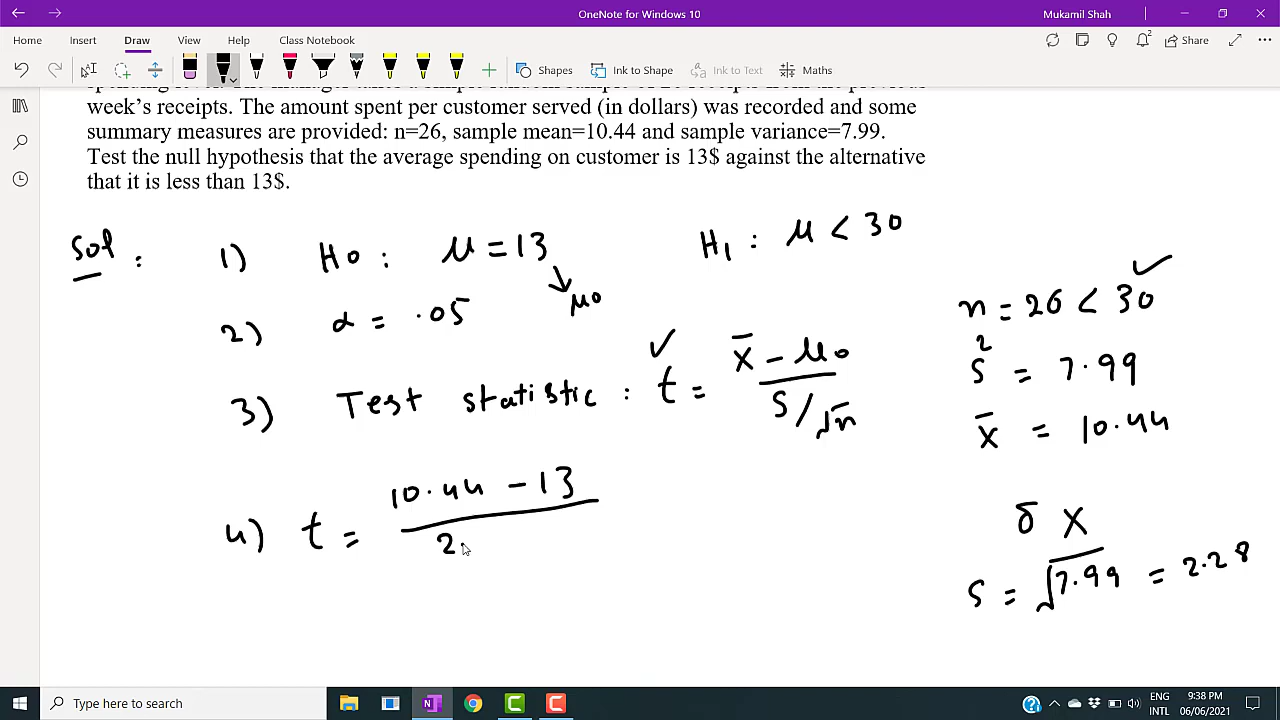 OneNote for Windows 10
Mukamil Shah
Home Insert Draw View Help Class Notebook
Share
Shapes Ink to Shape Ink to Text Maths
week's receipts. The amount spent per customer served (in dollars) was recorded and some
summary measures are provided: n=26, sample mean=10.44 and sample variance=7.99.
Test the null hypothesis that the average spending on customer is 13$ against the alternative
that it is less than 13$.
Sol : 1) H0 : μ = 13 H1 : μ < 30
μ0
2) α = .05
n = 26 < 30
s² = 7.99
x̄ = 10.44
3) Test statistic : t = x̄ - μ0 / s/√n
4) t = 10.44 - 13 / 2.
δ X
s = √7.99 = 2.28
Type here to search
ENG
INTL
9:38 PM
06/06/2021